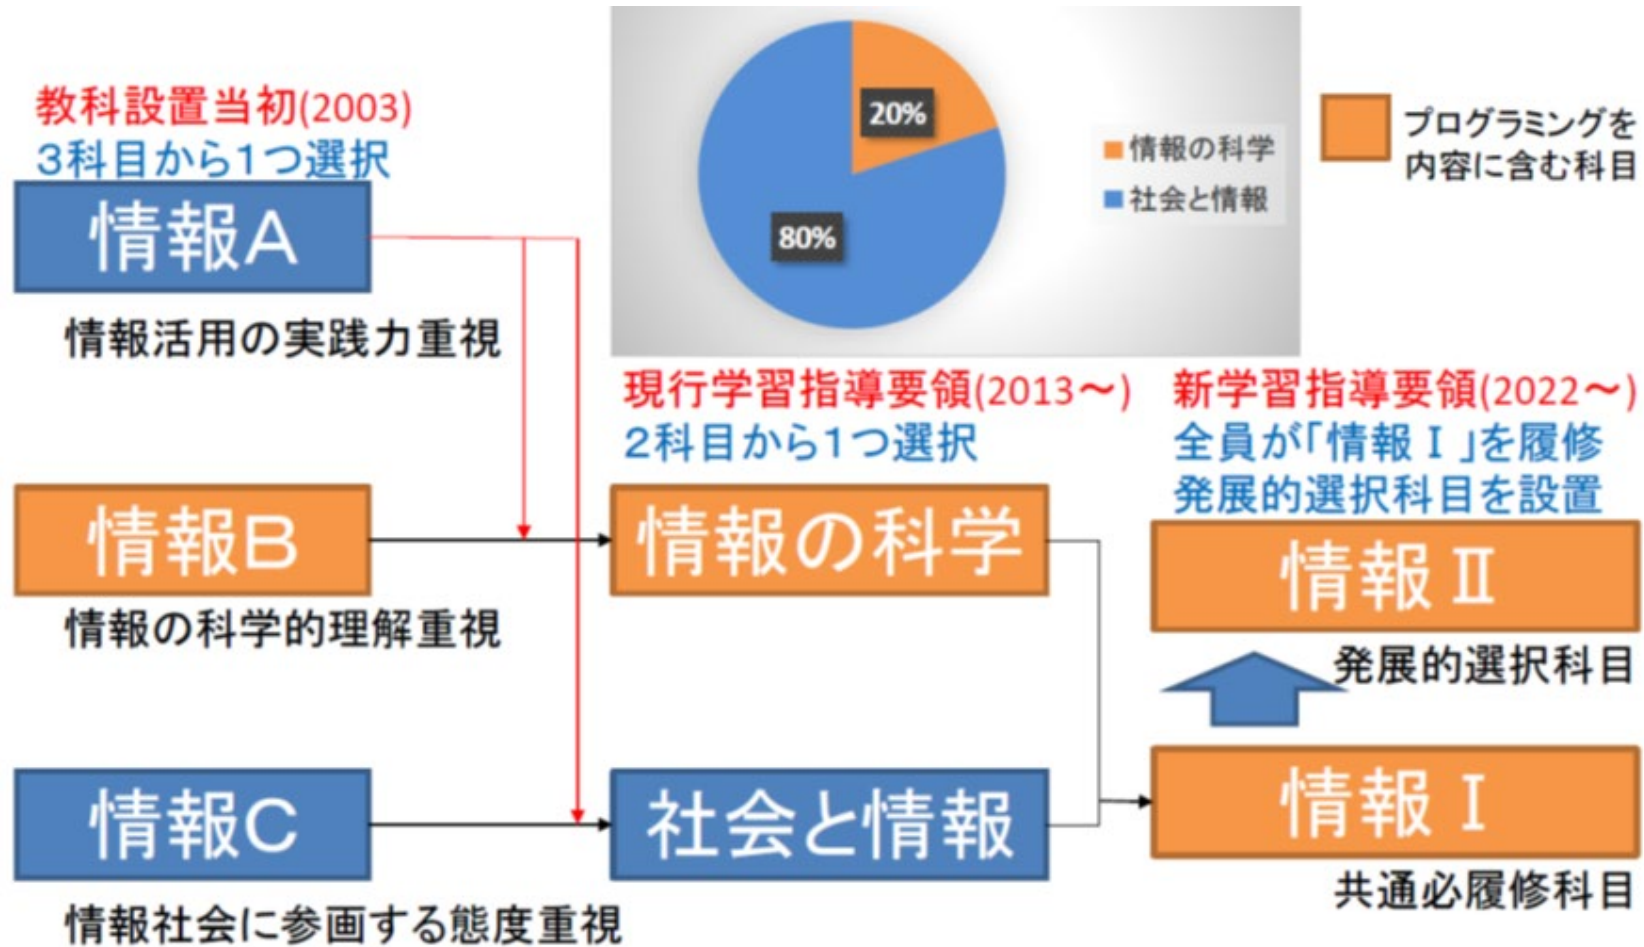 教科設置当初(2003)
３科目から１つ選択
情報A
情報活用の実践力重視
情報B
情報の科学的理解重視
情報C
情報社会に参画する態度重視
20%
80%
情報の科学
社会と情報
プログラミングを
内容に含む科目
現行学習指導要領(2013～)
２科目から１つ選択
情報の科学
社会と情報
新学習指導要領(2022～)
全員が｢情報Ⅰ｣を履修
発展的選択科目を設置
情報Ⅱ
発展的選択科目
情報Ⅰ
共通必履修科目